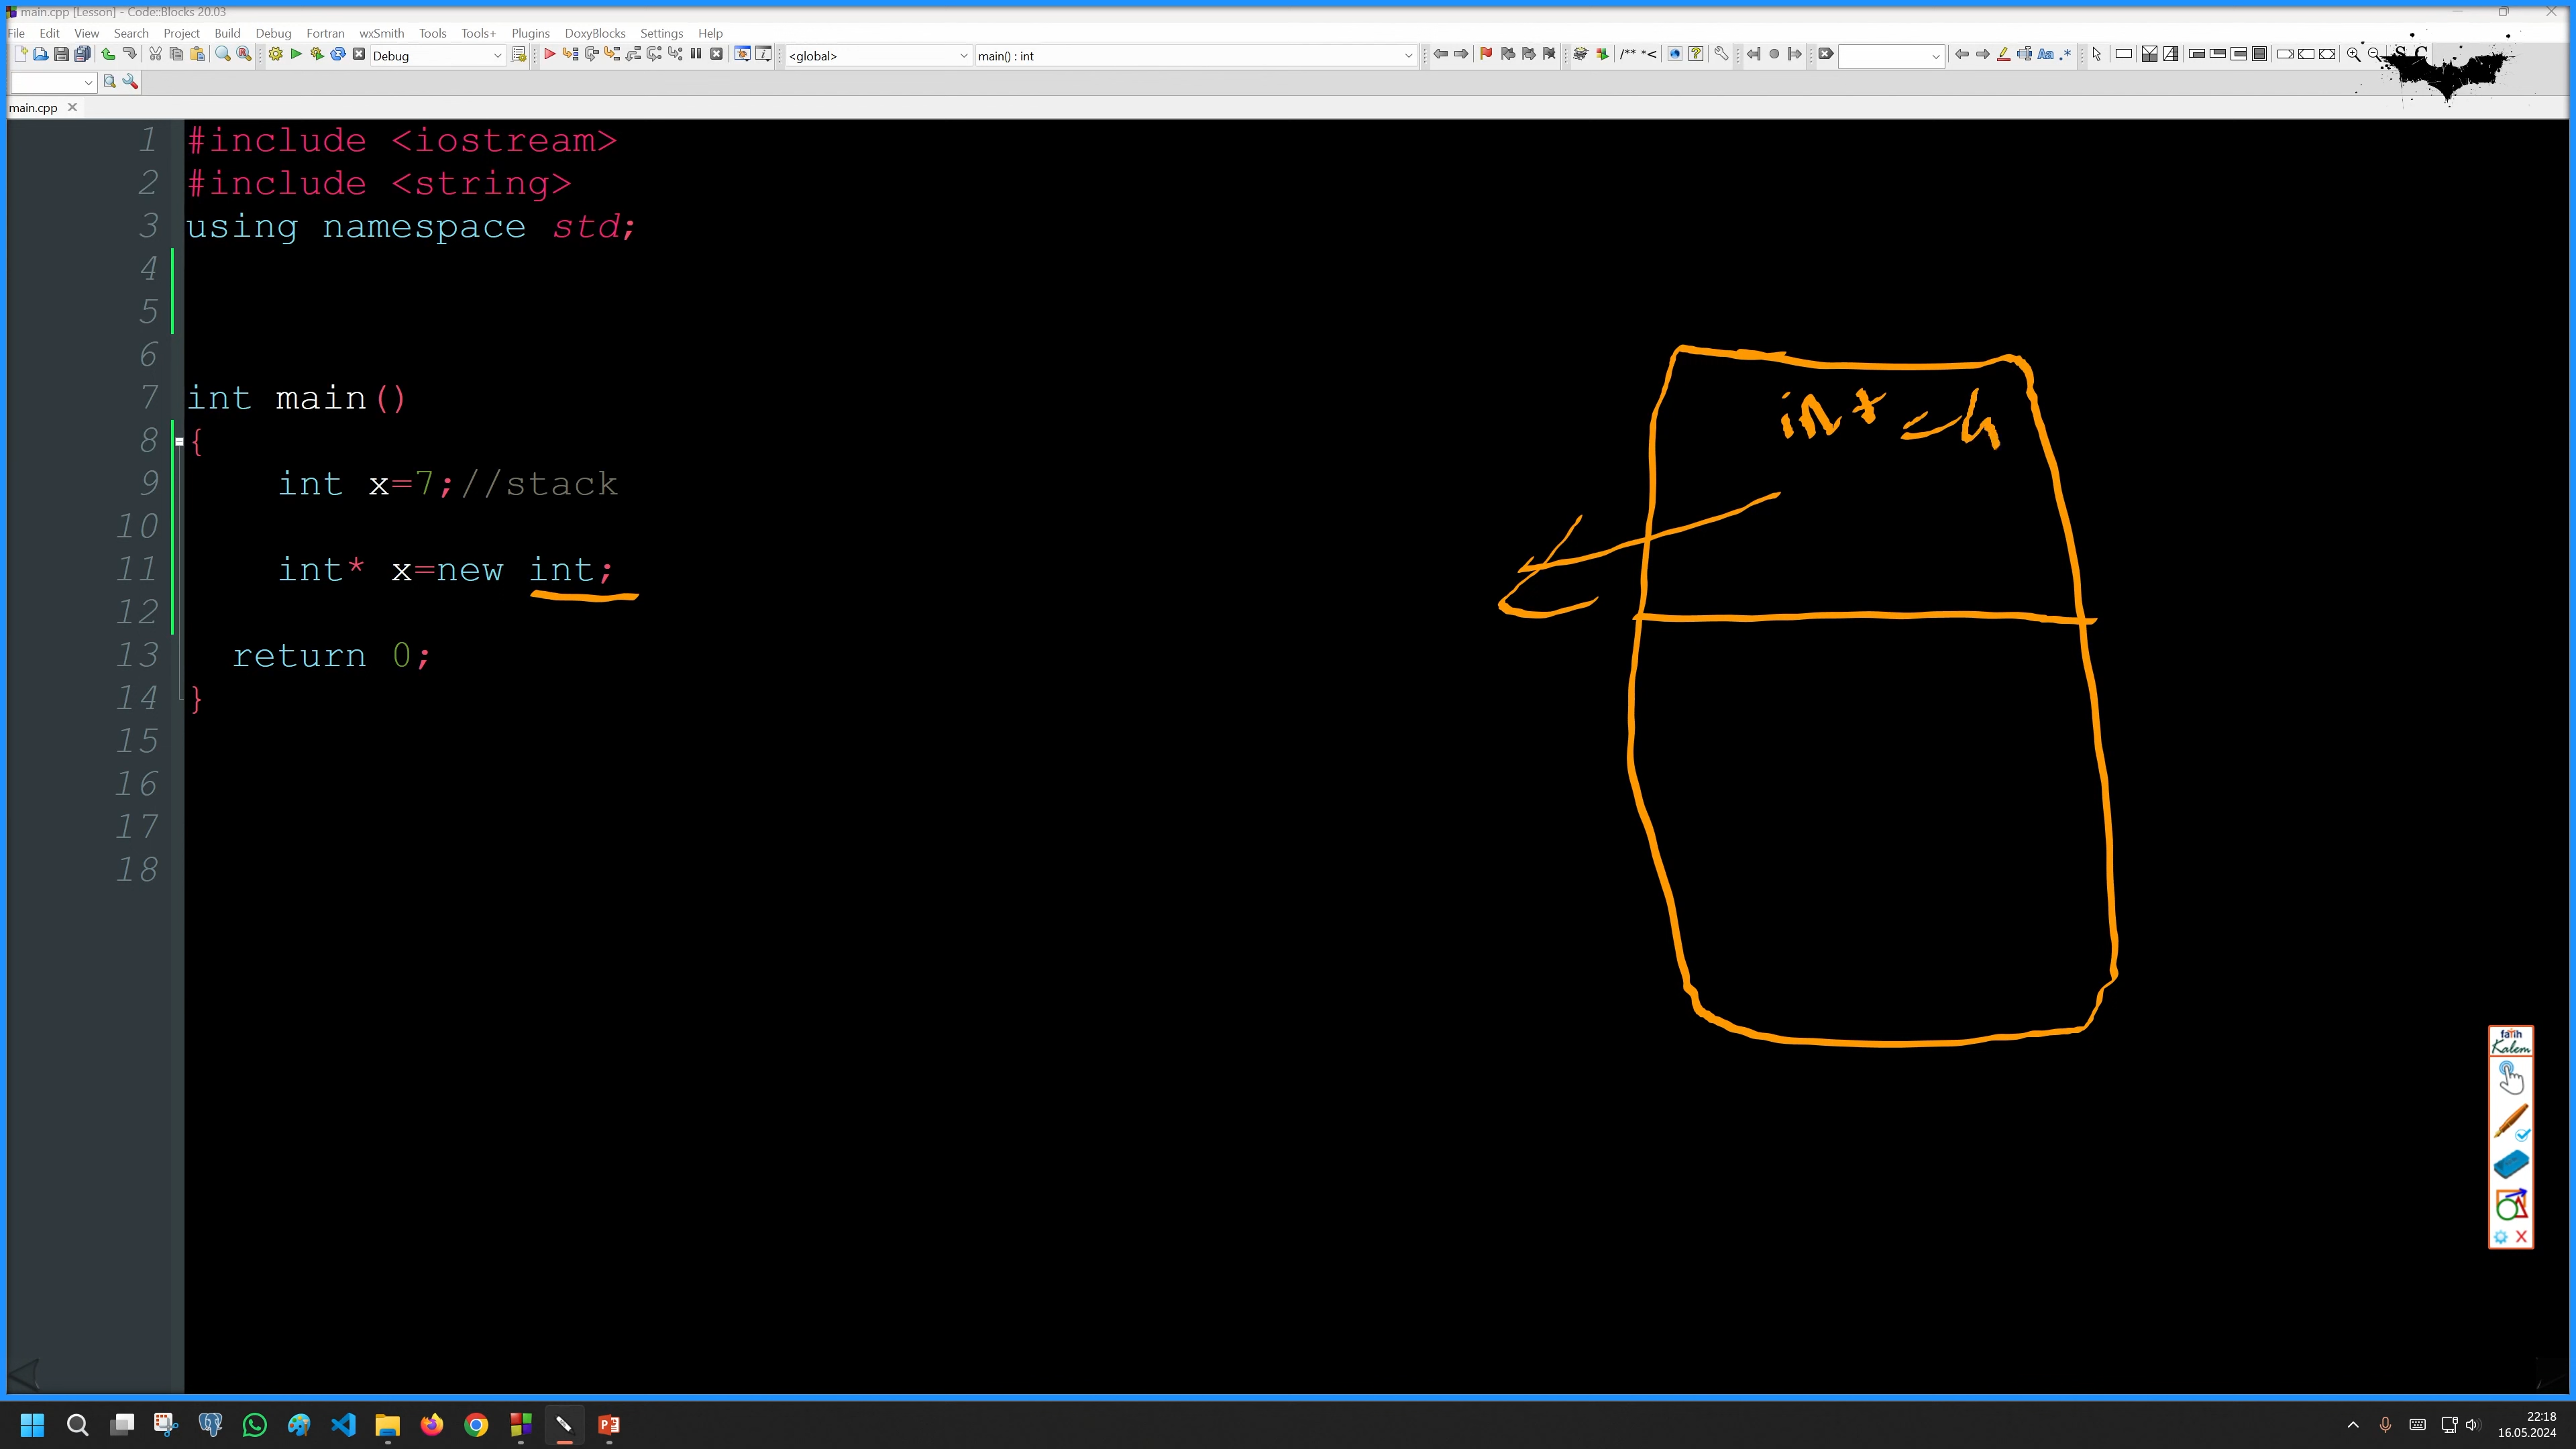 main.cpp [Lesson] - Code::Blocks 20.03
File Edit View Search Project Build Debug Fortran wxSmith Tools Tools+ Plugins DoxyBlocks Settings Help
Debug <global> main() : int /** *< Aa .* S C
main.cpp
1 #include <iostream>
2 #include <string>
3 using namespace std;
4
5
6
7 int main()
8 {
9 int x=7;//stack
10
11 int* x=new int;
12
13 return 0;
14 }
15
16
17
18
int
fatih
Kalem
22:18
16.05.2024